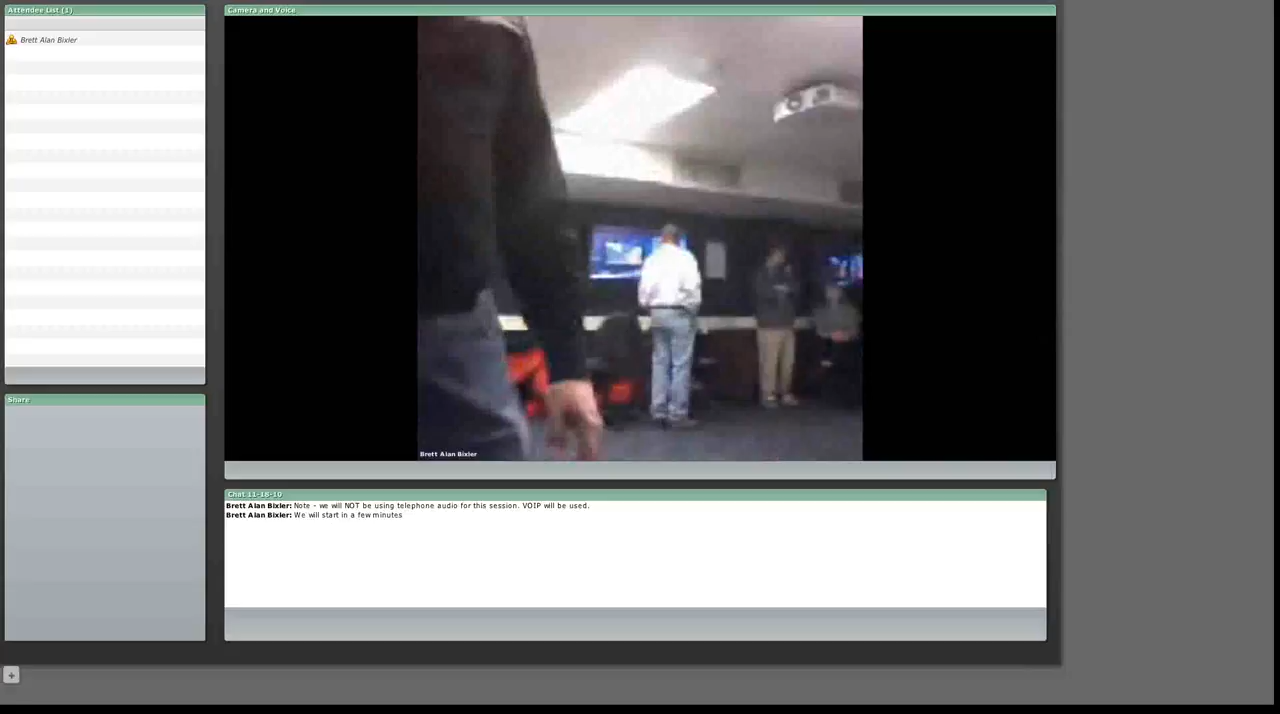 Attendee List (1)
Brett Alan Bixler
Share
Camera and Voice
Brett Alan Bixler
Chat 11-18-10
Brett Alan Bixler: Note - we will NOT be using telephone audio for this session. VOIP will be used.
Brett Alan Bixler: We will start in a few minutes